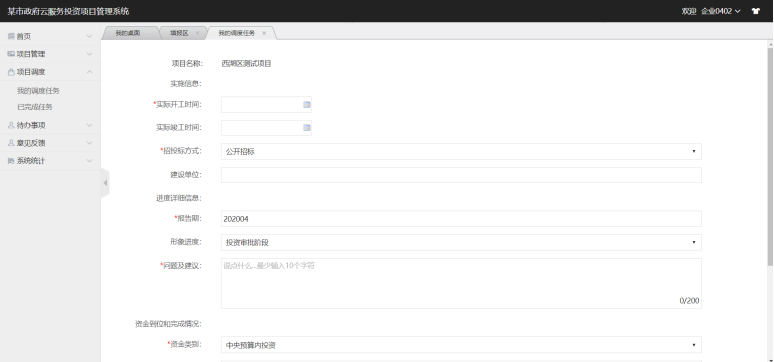 某市政府云服务投资项目管理系统
欢迎 企业0402
首页
项目管理
项目调度
我的调度任务
已完成任务
待办事项
意见反馈
系统统计
我的桌面
填报区
我的调度任务
项目名称: 西湖区测试项目
实施信息:
*实际开工时间:
实际竣工时间:
*招投标方式: 公开招标
建设单位:
进度详细信息:
*报告期: 202004
形象进度: 投资审批阶段
*问题及建议: 说点什么...最少输入10个字符
0/200
资金到位和完成情况:
*资金类别: 中央预算内投资